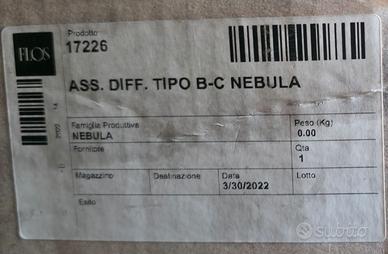 FLOS
Prodotto
17226
ASS. DIFF. TIPO B-C NEBULA
Famiglia Produttiva
NEBULA
Peso (Kg)
0.00
Fornitore
Qta
1
Magazzino
Destinazione
Data
3/30/2022
Lotto
Esito
subito